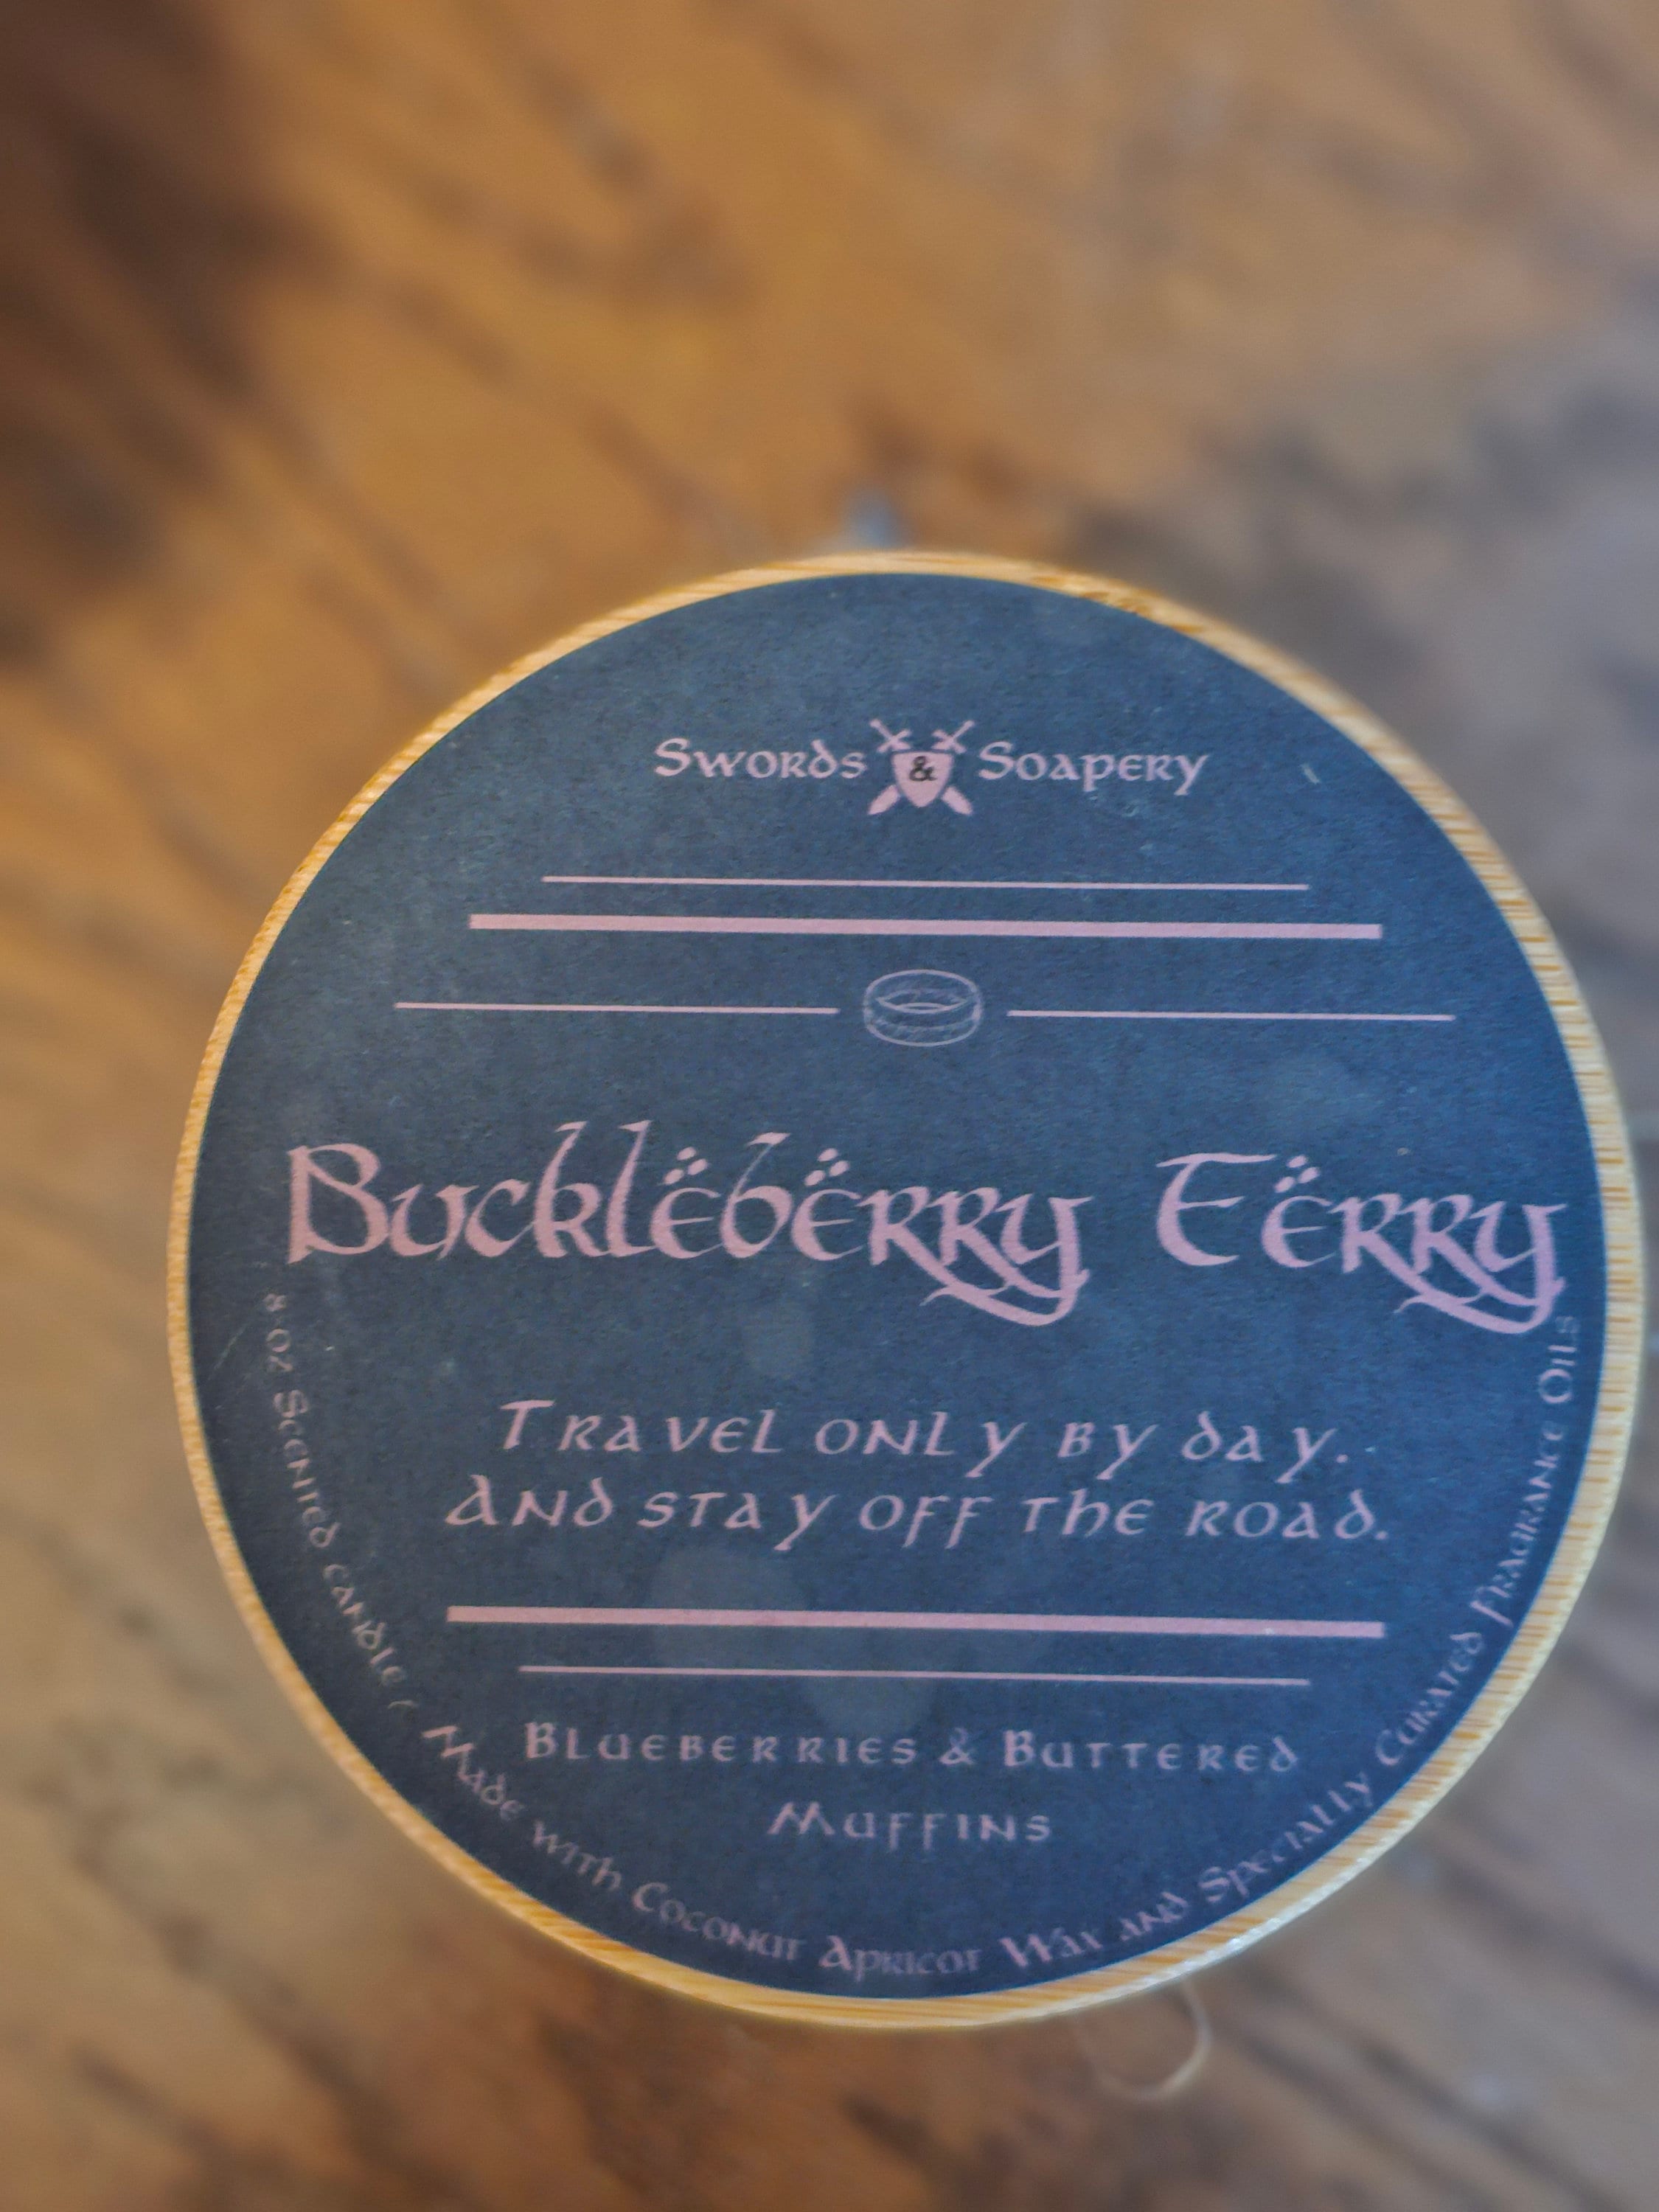 Swords & Soapery
Buckleberry Ferry
Travel only by day.
And stay off the road.
Blueberries & Buttered
Muffins
8 oz Scented candle / Made with Coconut Apricot Wax and Specially Curated Fragrance Oils